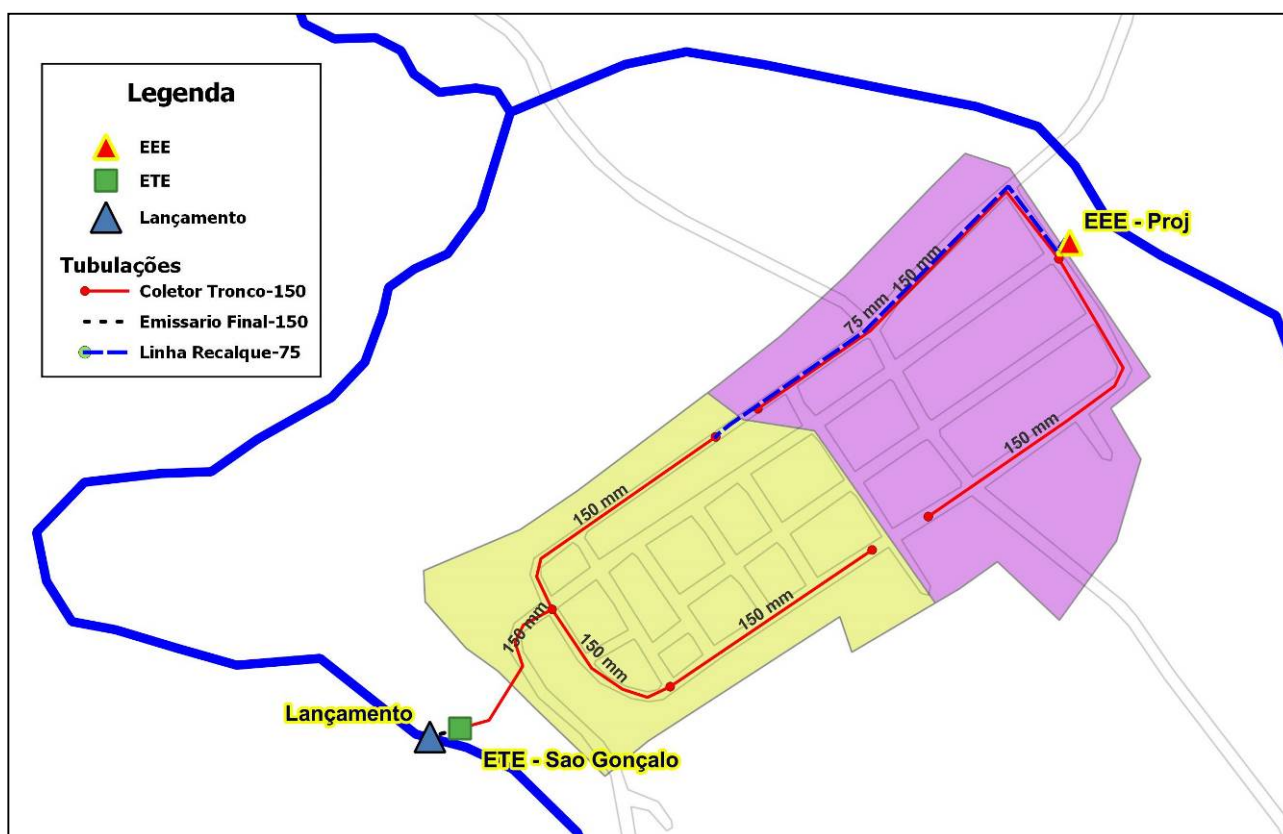 Legenda
EEE
ETE
Lançamento
Tubulações
Coletor Tronco-150
Emissario Final-150
Linha Recalque-75
EEE - Proj
75 mm
150 mm
150 mm
150 mm
150 mm
150 mm
150 mm
Lançamento
ETE - Sao Gonçalo